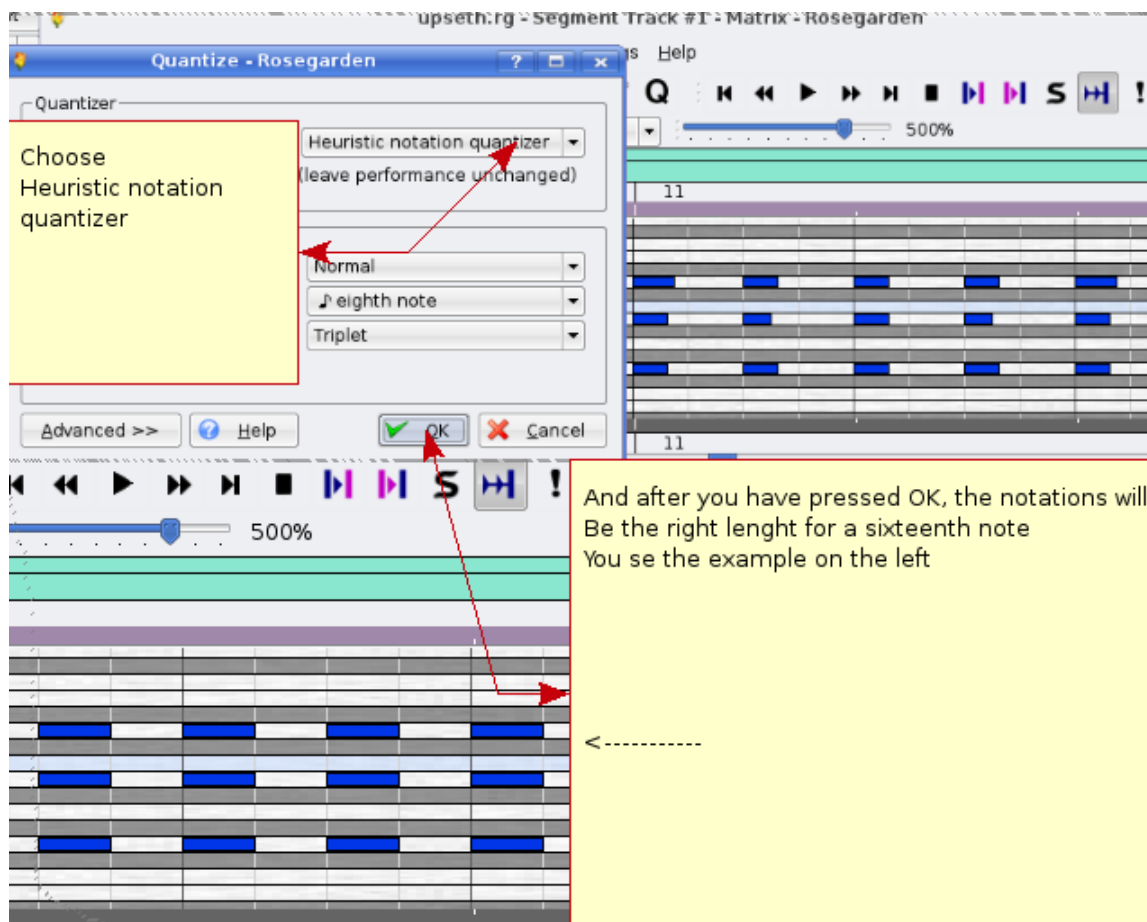 upseth.rg - Segment Track #1 - Matrix - Rosegarden
Quantize - Rosegarden
Help
Quantizer
Q
S
!
500%
Choose
Heuristic notation
quantizer
Heuristic notation quantizer
(leave performance unchanged)
11
Normal
eighth note
Triplet
Advanced >>
Help
OK
Cancel
11
S
!
500%
And after you have pressed OK, the notations will
Be the right lenght for a sixteenth note
You se the example on the left
<-----------